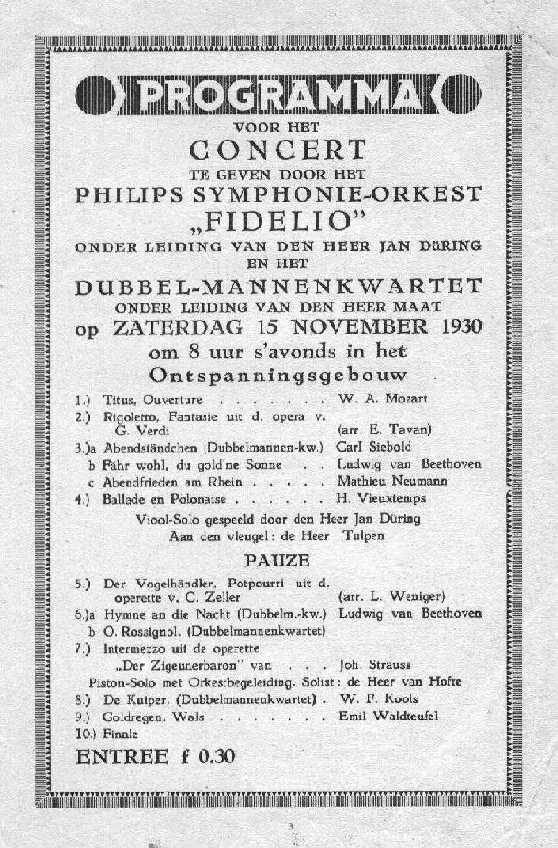 PROGRAMMA
VOOR HET
CONCERT
TE GEVEN DOOR HET
PHILIPS SYMPHONIE-ORKEST
„FIDELIO”
ONDER LEIDING VAN DEN HEER JAN DüRING
EN HET
DUBBEL-MANNENKWARTET
ONDER LEIDING VAN DEN HEER MAAT
op ZATERDAG 15 NOVEMBER 1930
om 8 uur s'avonds in het
Ontspanningsgebouw
1.) Titus, Ouverture . . . . . . . W. A. Mozart
2.) Rigoletto, Fantasie uit d. opera v.
G. Verdi (arr. E. Tavan)
3.)a Abendständchen (Dubbelmannen-kw.) Carl Siebold
b Fahr wohl, du gold'ne Sonne . . Ludwig van Beethoven
c Abendfrieden am Rhein . . . . . Mathieu Neumann
4.) Ballade en Polonaise . . . . . . H. Vieuxtemps
Viool-Solo gespeeld door den Heer Jan Düring
Aan den vleugel: de Heer Tulpen
PAUZE
5.) Der Vogelhändler, Potpourri uit d.
operette v. C. Zeller (arr. L. Weniger)
6.)a Hymne an die Nacht (Dubbelm.-kw.) Ludwig van Beethoven
b O. Rossignol. (Dubbelmannenkwartet)
7.) Intermezzo uit de operette
„Der Zigeunerbaron” van . . . Joh. Strauss
Piston-Solo met Orkestbegeleiding. Solist: de Heer van Hofte
8.) De Kuiper. (Dubbelmannenkwartet) . W. P. Kools
9.) Goldregen, Wals . . . . . . . Emil Waldteufel
10.) Finale
ENTREE f 0.30